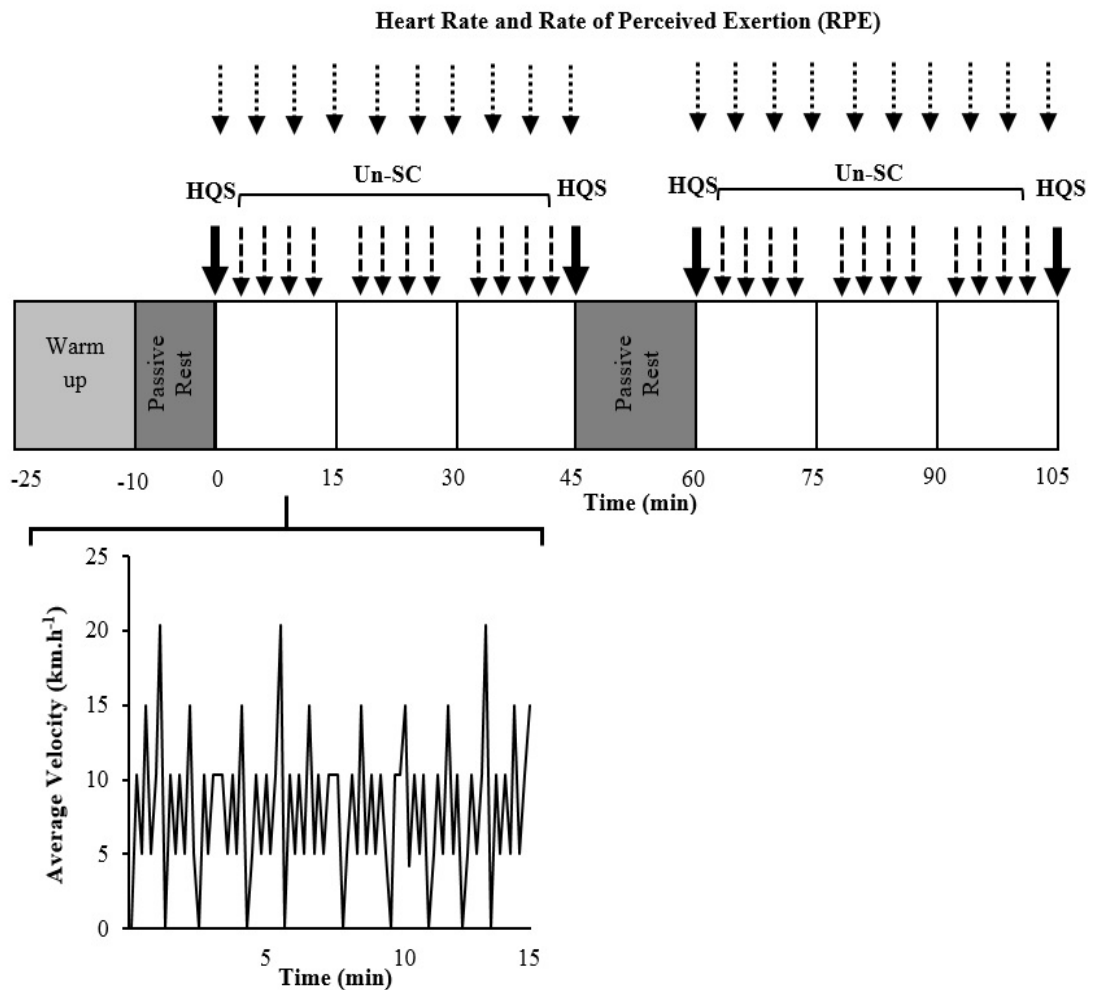 Heart Rate and Rate of Perceived Exertion (RPE)
HQS Un-SC HQS HQS Un-SC HQS
Warm up
Passive Rest
Passive Rest
-25 -10 0 15 30 45 60 75 90 105
Time (min)
25
20
15
10
5
0
Average Velocity (km.h⁻¹)
5 10 15
Time (min)